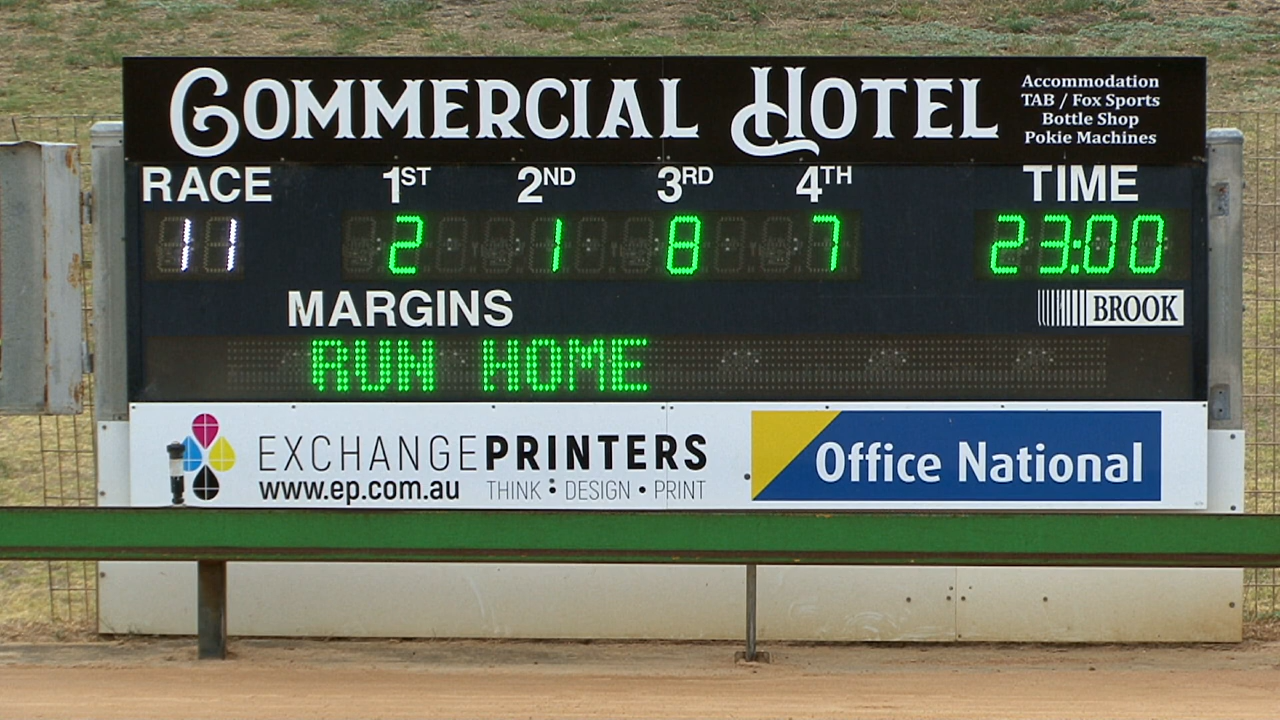 COMMERCIAL HOTEL
Accommodation
TAB / Fox Sports
Bottle Shop
Pokie Machines
RACE 1ST 2ND 3RD 4TH TIME
11 2 1 8 7 23:00
MARGINS
BROOK
RUN HOME
EXCHANGEPRINTERS
www.ep.com.au THINK • DESIGN • PRINT
Office National